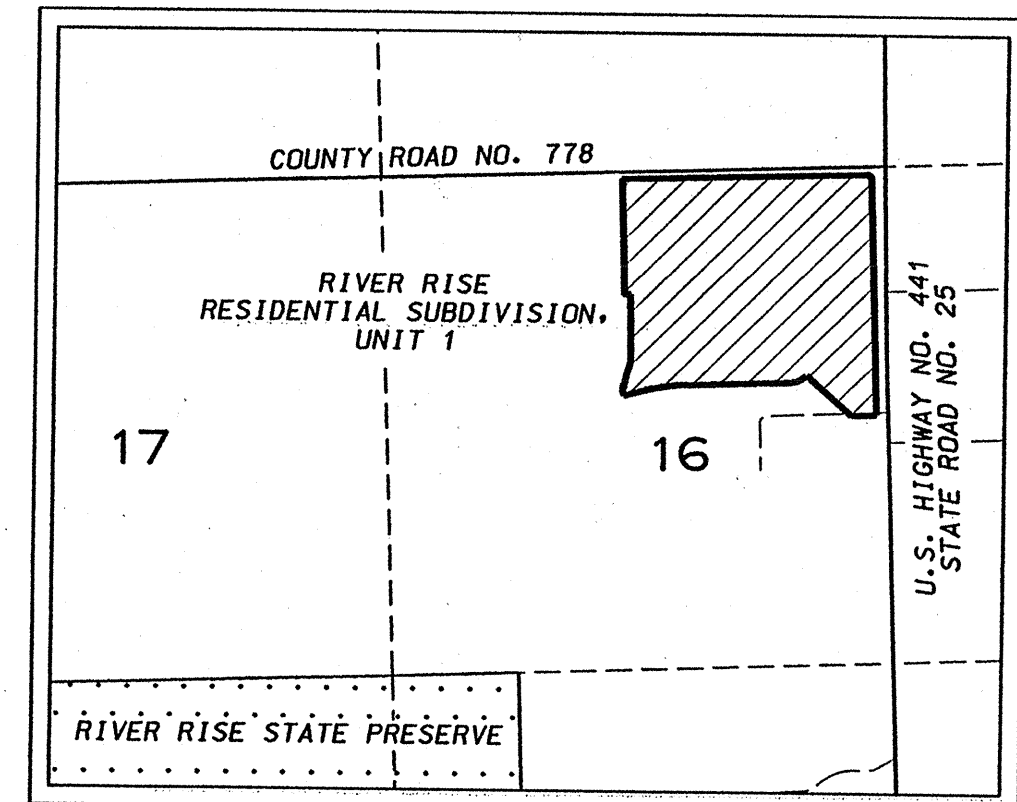 COUNTY ROAD NO. 778
RIVER RISE
RESIDENTIAL SUBDIVISION,
UNIT 1
17
16
U.S. HIGHWAY NO. 441
STATE ROAD NO. 25
RIVER RISE STATE PRESERVE